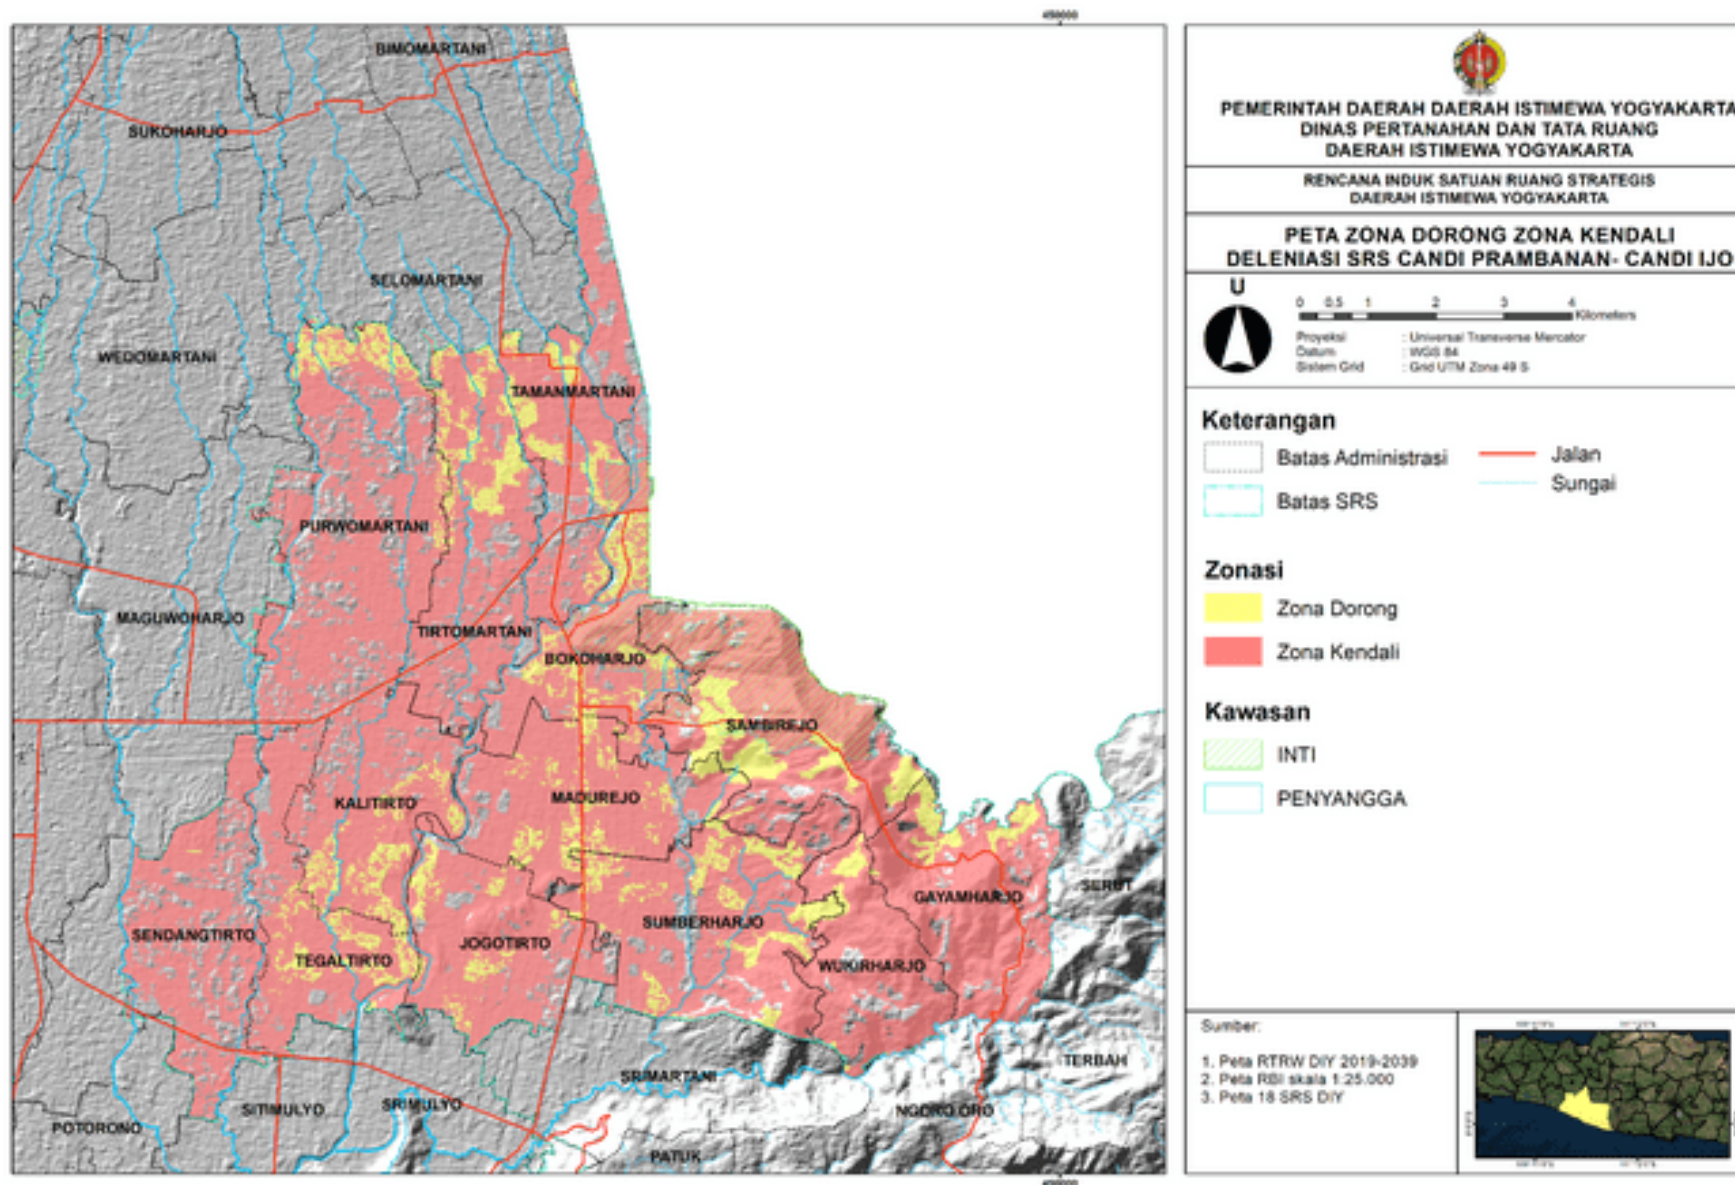 498000
BIMOMARTANI
SUKOHARJO
SELOMARTANI
WEDOMARTANI
TAMANMARTANI
PURWOMARTANI
MAGUWOHARJO
TIRTOMARTANI
BOKOHARJO
SAMBIREJO
KALITIRTO
MADUREJO
SERUT
GAYAMHARJO
SUMBERHARJO
SENDANGTIRTO
JOGOTIRTO
TEGALTIRTO
WUKIRHARJO
TERBAH
SRIMARTANI
SITIMULYO
SRIMULYO
NGORO ORO
POTORONO
PATUK
PEMERINTAH DAERAH DAERAH ISTIMEWA YOGYAKARTA
DINAS PERTANAHAN DAN TATA RUANG
DAERAH ISTIMEWA YOGYAKARTA
RENCANA INDUK SATUAN RUANG STRATEGIS
DAERAH ISTIMEWA YOGYAKARTA
PETA ZONA DORONG ZONA KENDALI
DELENIASI SRS CANDI PRAMBANAN- CANDI IJO
U
0 0.5 1 2 3 4
Kilometers
Proyeksi : Universal Transverse Mercator
Datum : WGS 84
Sistem Grid : Grid UTM Zona 49 S
Keterangan
Batas Administrasi
Jalan
Batas SRS
Sungai
Zonasi
Zona Dorong
Zona Kendali
Kawasan
INTI
PENYANGGA
Sumber:
1. Peta RTRW DIY 2019-2039
2. Peta RBI skala 1:25.000
3. Peta 18 SRS DIY